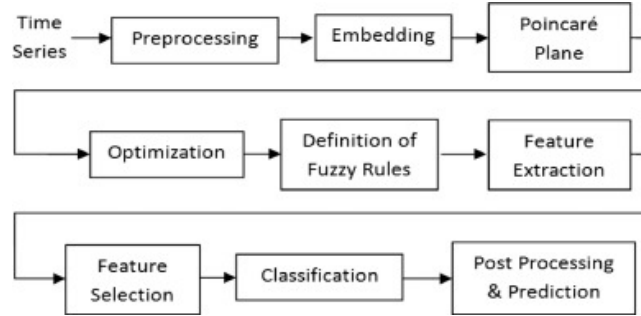 Time
Series
Preprocessing
Embedding
Poincaré
Plane
Optimization
Definition of
Fuzzy Rules
Feature
Extraction
Feature
Selection
Classification
Post Processing
& Prediction